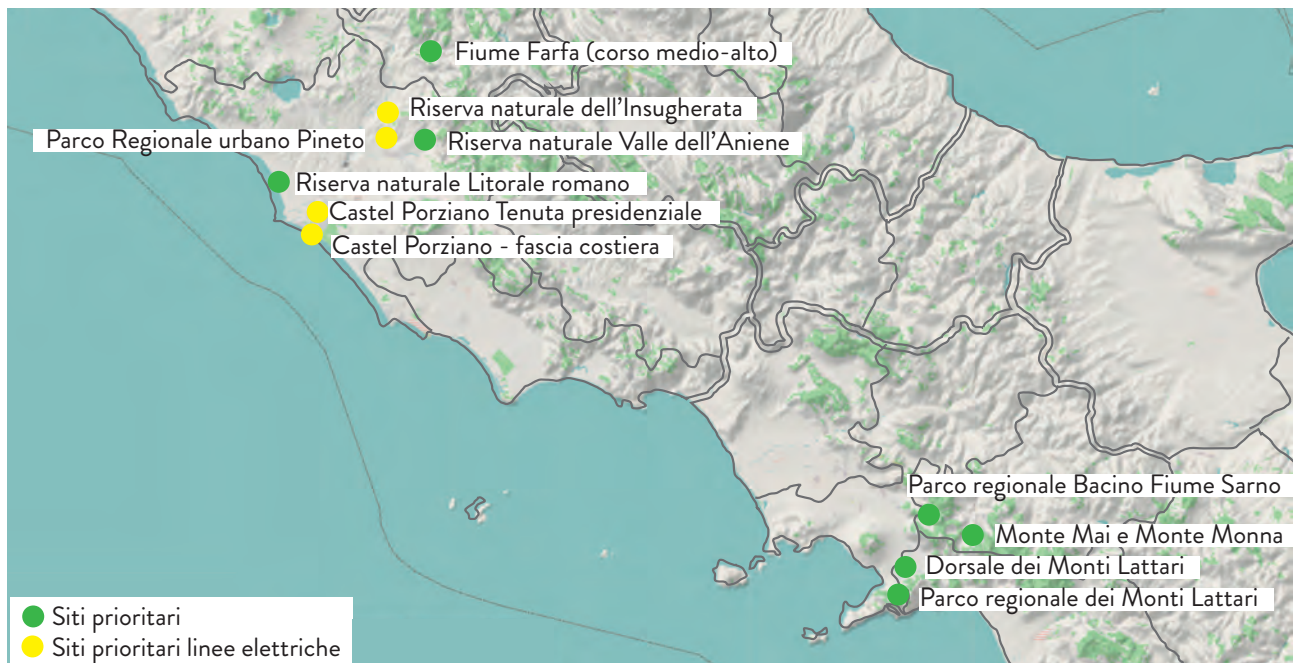 Fiume Farfa (corso medio-alto)
Riserva naturale dell'Insugherata
Parco Regionale urbano Pineto
Riserva naturale Valle dell'Aniene
Riserva naturale Litorale romano
Castel Porziano Tenuta presidenziale
Castel Porziano - fascia costiera
Parco regionale Bacino Fiume Sarno
Monte Mai e Monte Monna
Dorsale dei Monti Lattari
Parco regionale dei Monti Lattari
Siti prioritari
Siti prioritari linee elettriche